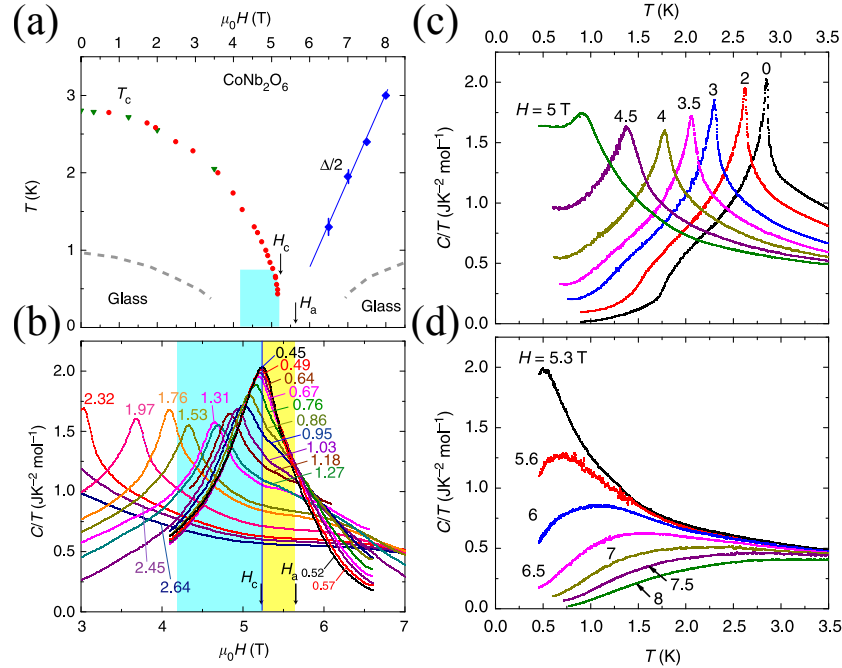 (a)
μ₀H (T)
0 1 2 3 4 5 6 7 8
CoNb₂O₆
T_c
Δ/2
H_c
H_a
Glass
Glass
T (K)
3
2
1
0
(b)
2.32
1.97
1.76
1.53
1.31
0.45
0.49
0.64
0.67
0.76
0.86
0.95
1.03
1.18
1.27
2.45
2.64
H_c
H_a
0.52
0.57
C/T (JK⁻² mol⁻¹)
2.0
1.5
1.0
0.5
0.0
3 4 5 6 7
μ₀H (T)
(c)
T (K)
0.0 0.5 1.0 1.5 2.0 2.5 3.0 3.5
H = 5 T
4.5
4
3.5
3
2
0
C/T (JK⁻² mol⁻¹)
2.0
1.5
1.0
0.5
0.0
(d)
H = 5.3 T
5.6
6
6.5
7
7.5
8
C/T (JK⁻² mol⁻¹)
2.0
1.5
1.0
0.5
0.0
0.0 0.5 1.0 1.5 2.0 2.5 3.0 3.5
T (K)